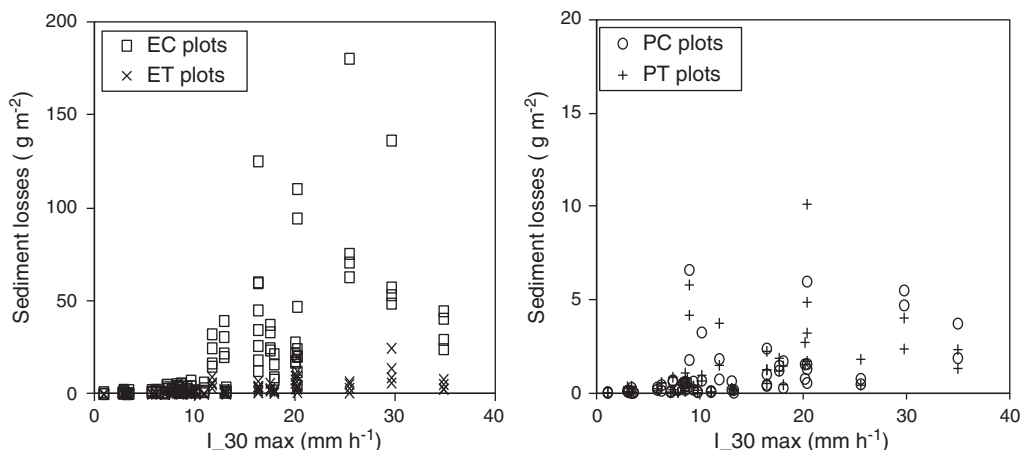 200
150
100
50
0
Sediment losses ( g m-2)
EC plots
ET plots
0 10 20 30 40
I_30 max (mm h-1)
20
15
10
5
0
Sediment losses ( g m-2)
PC plots
PT plots
0 10 20 30 40
I_30 max (mm h-1)